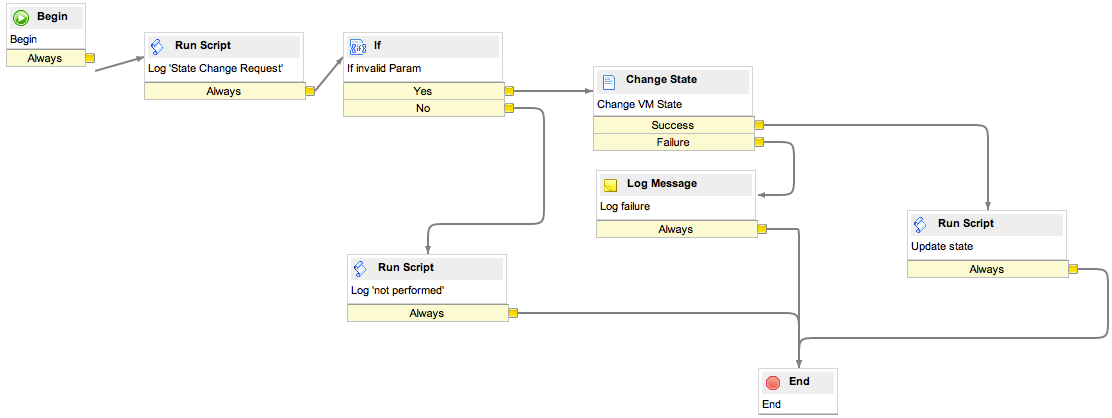 Begin
Begin
Always
Run Script
Log 'State Change Request'
Always
If
If invalid Param
Yes
No
Change State
Change VM State
Success
Failure
Log Message
Log failure
Always
Run Script
Update state
Always
Run Script
Log 'not performed'
Always
End
End